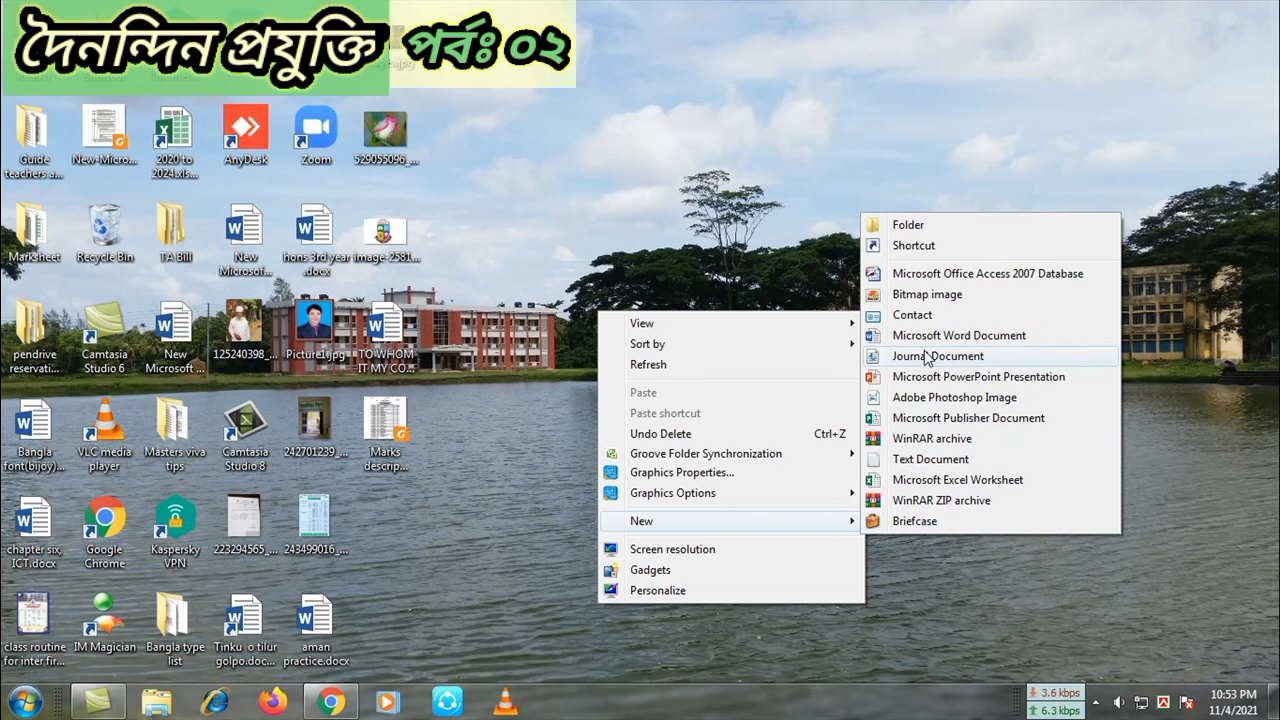 দৈনন্দিন প্রযুক্তি পর্বঃ ০২
Guide teachers a...
New-Micro...
2020 to 2024.xls...
AnyDesk
Zoom
529055096_...
Marksheet
Recycle Bin
TA Bill
New Microsof...
hons 3rd year .docx
image-2581...
pendrive reservati...
Camtasia Studio 6
New Microsoft ...
125240398_...
Picture1.jpg
TO WHOM IT MY CO...
Bangla font(bijoy)...
VLC media player
Masters viva tips
Camtasia Studio 8
242701239_...
Marks descrip...
chapter six, ICT.docx
Google Chrome
Kaspersky VPN
223294565_...
243499016_...
class routine for inter fir...
IM Magician
Bangla type list
Tinku o tilur golpo.doc...
aman practice.docx
View
Sort by
Refresh
Paste
Paste shortcut
Undo Delete Ctrl+Z
Groove Folder Synchronization
Graphics Properties...
Graphics Options
New
Screen resolution
Gadgets
Personalize
Folder
Shortcut
Microsoft Office Access 2007 Database
Bitmap image
Contact
Microsoft Word Document
Journal Document
Microsoft PowerPoint Presentation
Adobe Photoshop Image
Microsoft Publisher Document
WinRAR archive
Text Document
Microsoft Excel Worksheet
WinRAR ZIP archive
Briefcase
3.6 kbps
6.3 kbps
10:53 PM
11/4/2021